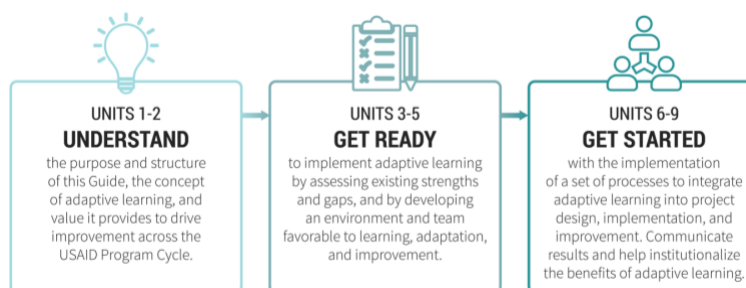 UNITS 1-2
UNDERSTAND
the purpose and structure
of this Guide, the concept
of adaptive learning, and
value it provides to drive
improvement across the
USAID Program Cycle.
UNITS 3-5
GET READY
to implement adaptive learning
by assessing existing strengths
and gaps, and by developing
an environment and team
favorable to learning, adaptation,
and improvement.
UNITS 6-9
GET STARTED
with the implementation
of a set of processes to integrate
adaptive learning into project
design, implementation, and
improvement. Communicate
results and help institutionalize
the benefits of adaptive learning.